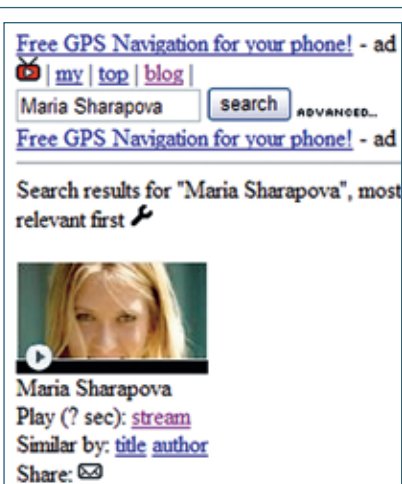 Free GPS Navigation for your phone! - ad
| my | top | blog |
Maria Sharapova search ADVANCED...
Free GPS Navigation for your phone! - ad
Search results for "Maria Sharapova", most
relevant first
Maria Sharapova
Play (? sec): stream
Similar by: title author
Share: